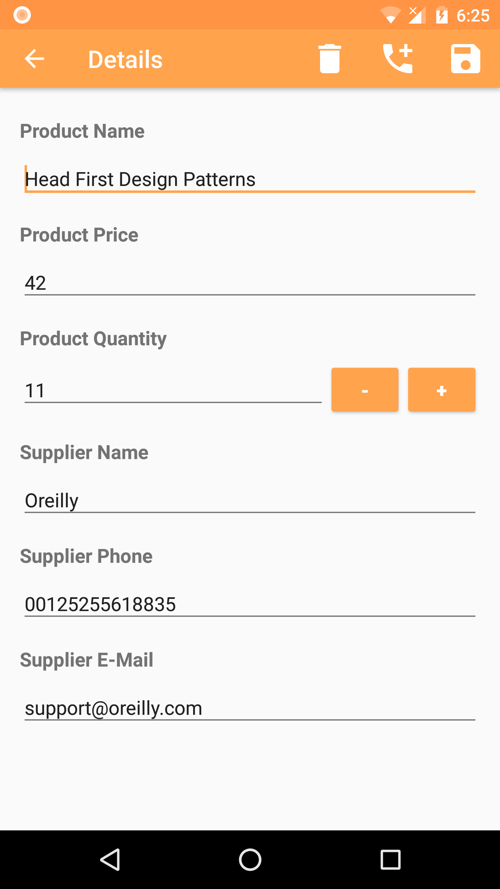 6:25
Details
Product Name
Head First Design Patterns
Product Price
42
Product Quantity
11
-
+
Supplier Name
Oreilly
Supplier Phone
00125255618835
Supplier E-Mail
support@oreilly.com